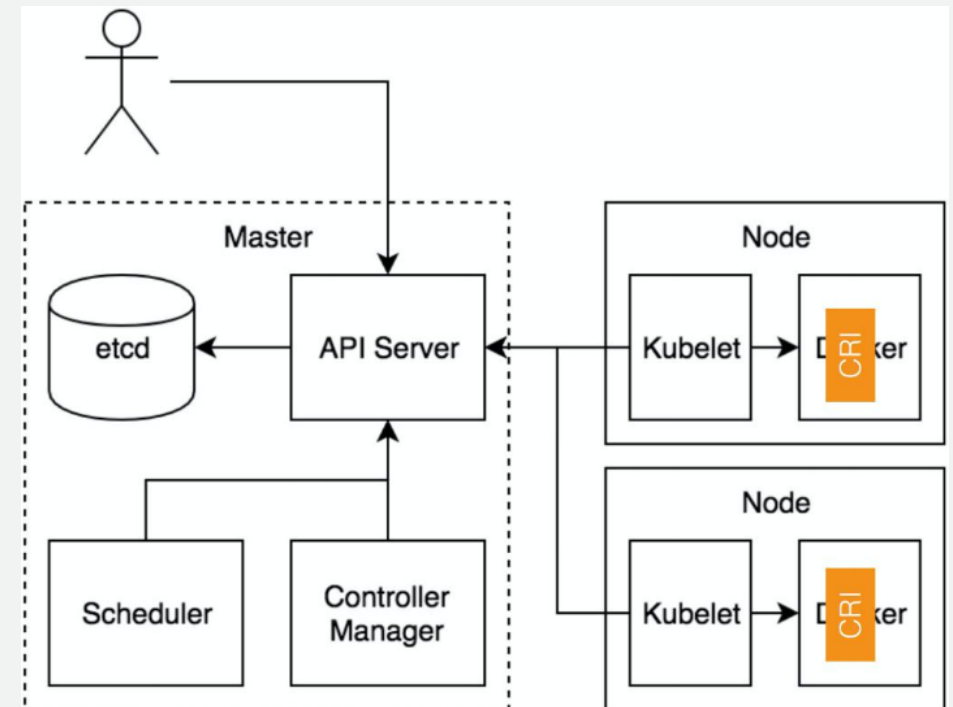 Master
Node
etcd
API Server
Kubelet
CRI
Scheduler
Controller
Manager
Node
Kubelet
CRI